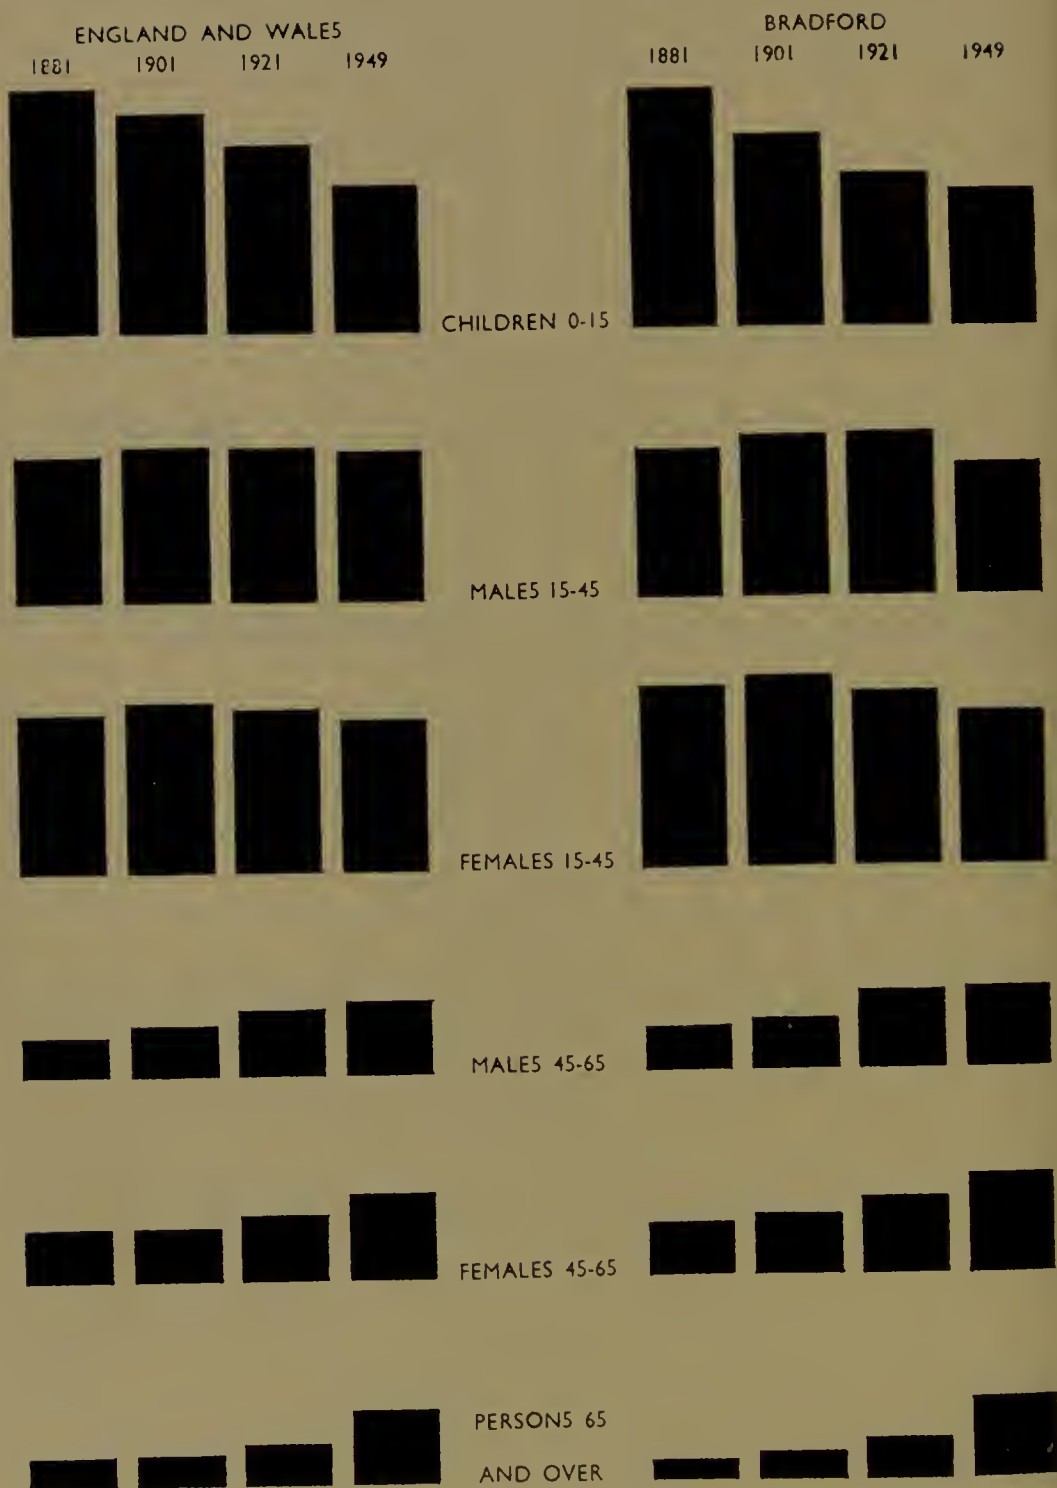 ENGLAND AND WALES
1881 1901 1921 1949
BRADFORD
1881 1901 1921 1949
CHILDREN 0-15
MALES 15-45
FEMALES 15-45
MALES 45-65
FEMALES 45-65
PERSONS 65
AND OVER